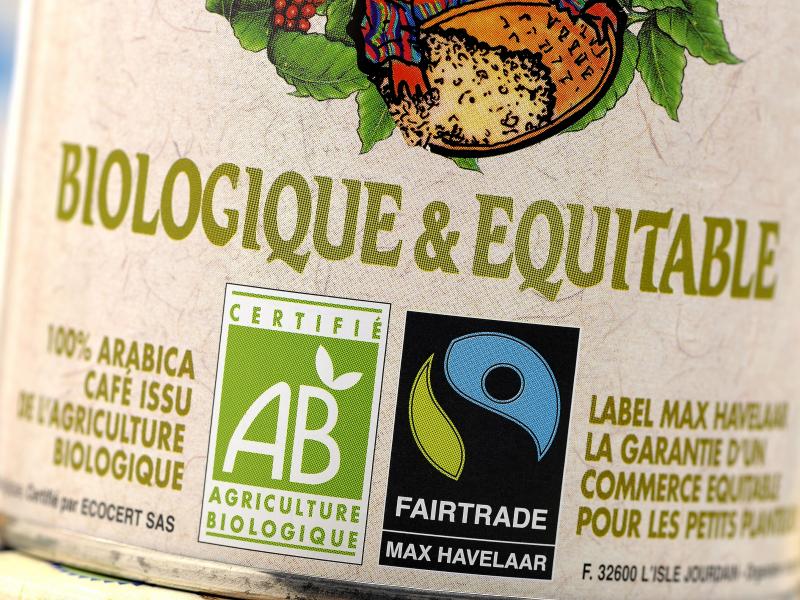 BIOLOGIQUE & EQUITABLE
100% ARABICA
CAFÉ ISSU
DE L'AGRICULTURE
BIOLOGIQUE
Certifié par ECOCERT SAS
CERTIFIÉ
AB
AGRICULTURE
BIOLOGIQUE
FAIRTRADE
MAX HAVELAAR
LABEL MAX HAVELAAR
LA GARANTIE D'UN
COMMERCE EQUITABLE
POUR LES PETITS
F. 32600 L'ISLE JOURDAIN